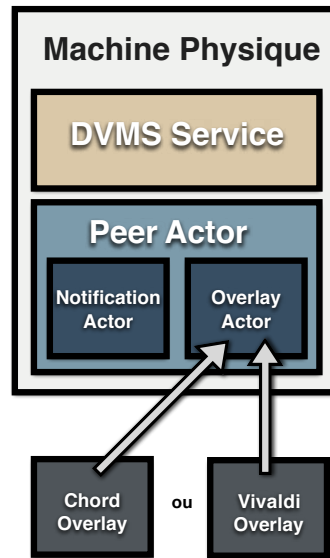 Machine Physique
DVMS Service
Peer Actor
Notification
Actor
Overlay
Actor
Chord
Overlay
ou
Vivaldi
Overlay